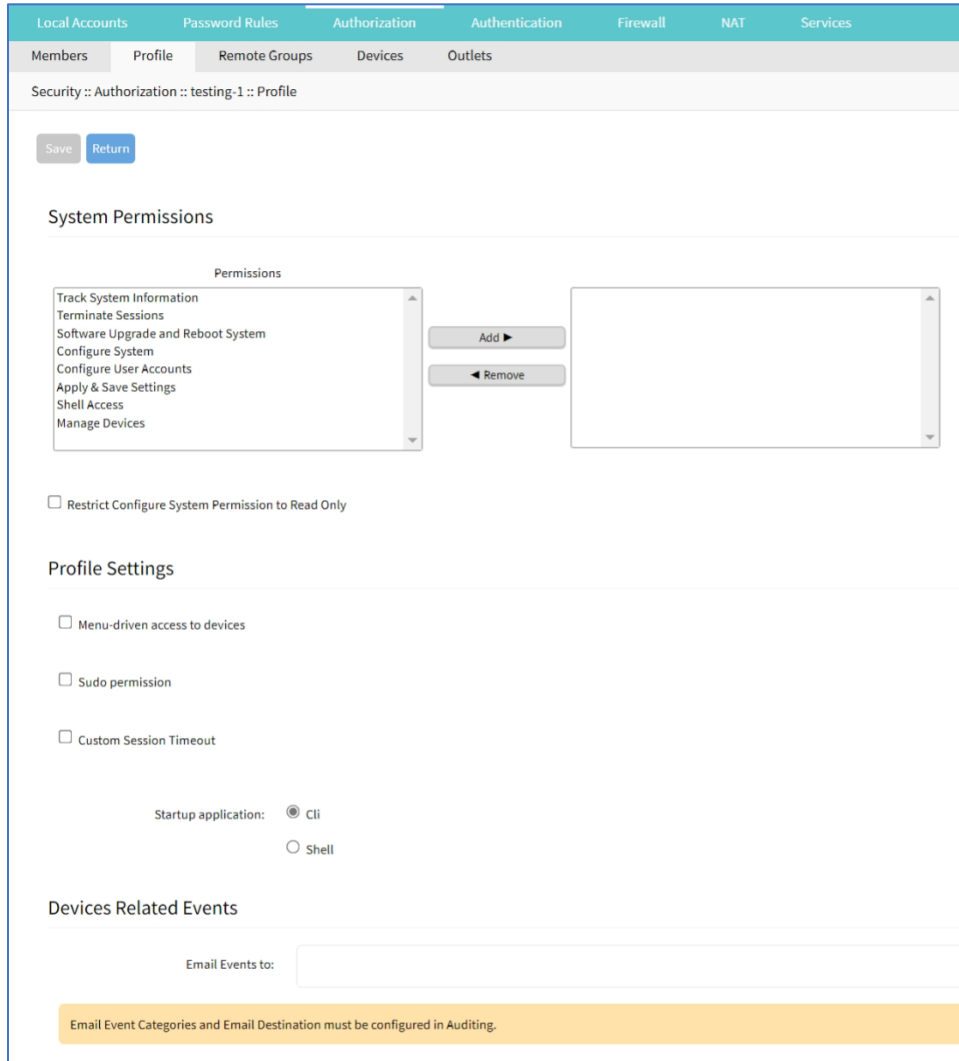 Local Accounts Password Rules Authorization Authentication Firewall NAT Services
Members Profile Remote Groups Devices Outlets
Security :: Authorization :: testing-1 :: Profile
Save Return
System Permissions
Permissions
Track System Information
Terminate Sessions
Software Upgrade and Reboot System
Configure System
Configure User Accounts
Apply & Save Settings
Shell Access
Manage Devices
Add ►
◄ Remove
Restrict Configure System Permission to Read Only
Profile Settings
Menu-driven access to devices
Sudo permission
Custom Session Timeout
Startup application: Cli
Shell
Devices Related Events
Email Events to:
Email Event Categories and Email Destination must be configured in Auditing.